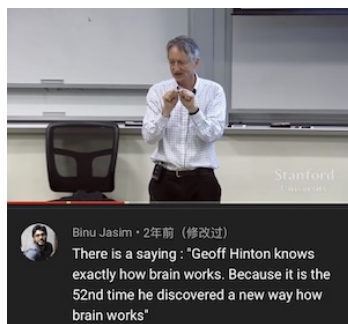 Stanford
University
Binu Jasim • 2年前（修改过）
There is a saying : "Geoff Hinton knows
exactly how brain works. Because it is the
52nd time he discovered a new way how
brain works"